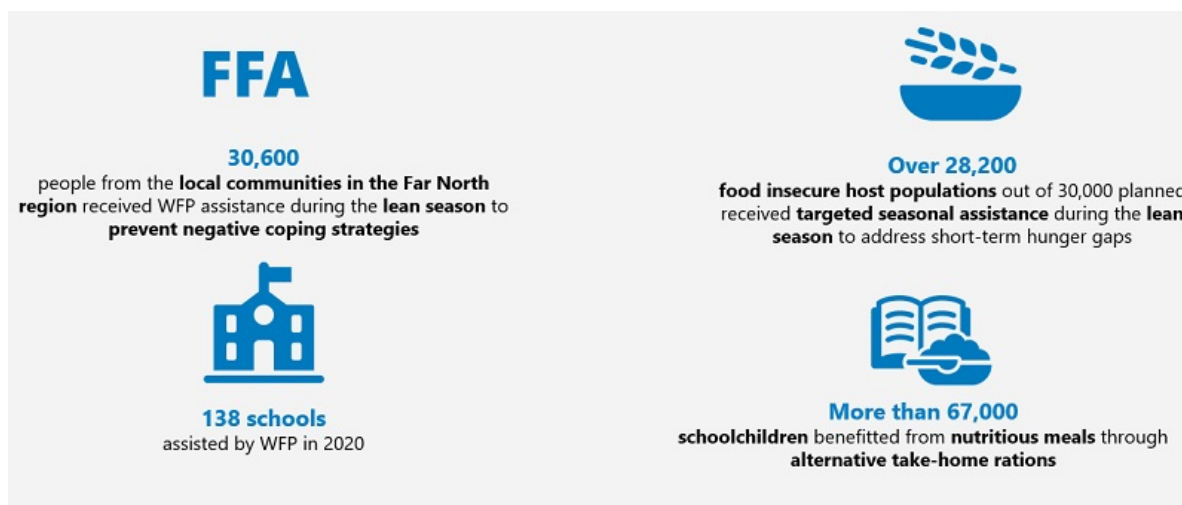 FFA
30,600
people from the local communities in the Far North
region received WFP assistance during the lean season to
prevent negative coping strategies
Over 28,200
food insecure host populations out of 30,000 planned
received targeted seasonal assistance during the lean
season to address short-term hunger gaps
138 schools
assisted by WFP in 2020
More than 67,000
schoolchildren benefitted from nutritious meals through
alternative take-home rations